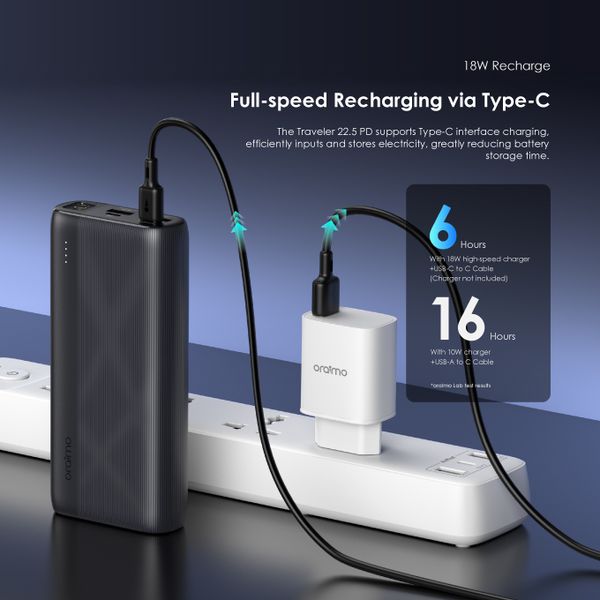 18W Recharge
Full-speed Recharging via Type-C
The Traveler 22.5 PD supports Type-C interface charging,
efficiently inputs and stores electricity, greatly reducing battery
storage time.
6 Hours
With 18W high-speed charger
+USB-C to C Cable
(Charger not included)
16 Hours
With 10W charger
+USB-A to C Cable
*oraimo Lab test results
oraimo
oraimo